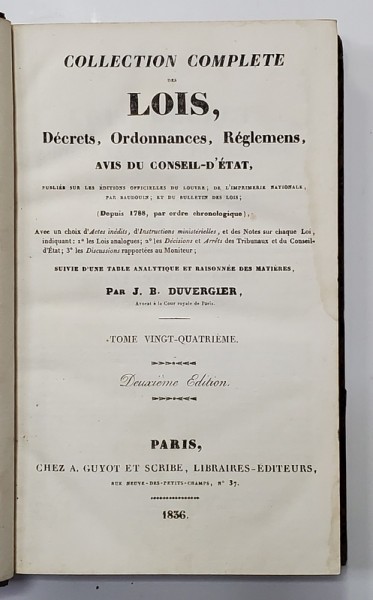 COLLECTION COMPLÈTE
DES
LOIS,
Décrets, Ordonnances, Réglemens,
AVIS DU CONSEIL-D'ÉTAT,
PUBLIÉE SUR LES ÉDITIONS OFFICIELLES DU LOUVRE; DE L'IMPRIMERIE NATIONALE,
PAR BAUDOUIN; ET DU BULLETIN DES LOIS;
(Depuis 1788, par ordre chronologique),
Avec un choix d'Actes inédits, d'Instructions ministérielles, et des Notes sur chaque Loi,
indiquant: 1° les Lois analogues; 2° les Décisions et Arrêts des Tribunaux et du Conseil-
d'État; 3° les Discussions rapportées au Moniteur;
SUIVIE D'UNE TABLE ANALYTIQUE ET RAISONNÉE DES MATIÈRES,
PAR J. B. DUVERGIER,
Avocat à la Cour royale de Paris.
TOME VINGT-QUATRIÈME.
Deuxième Édition.
PARIS,
CHEZ A. GUYOT ET SCRIBE, LIBRAIRES-ÉDITEURS,
RUE NEUVE-DES-PETITS-CHAMPS, N° 37.
1836.